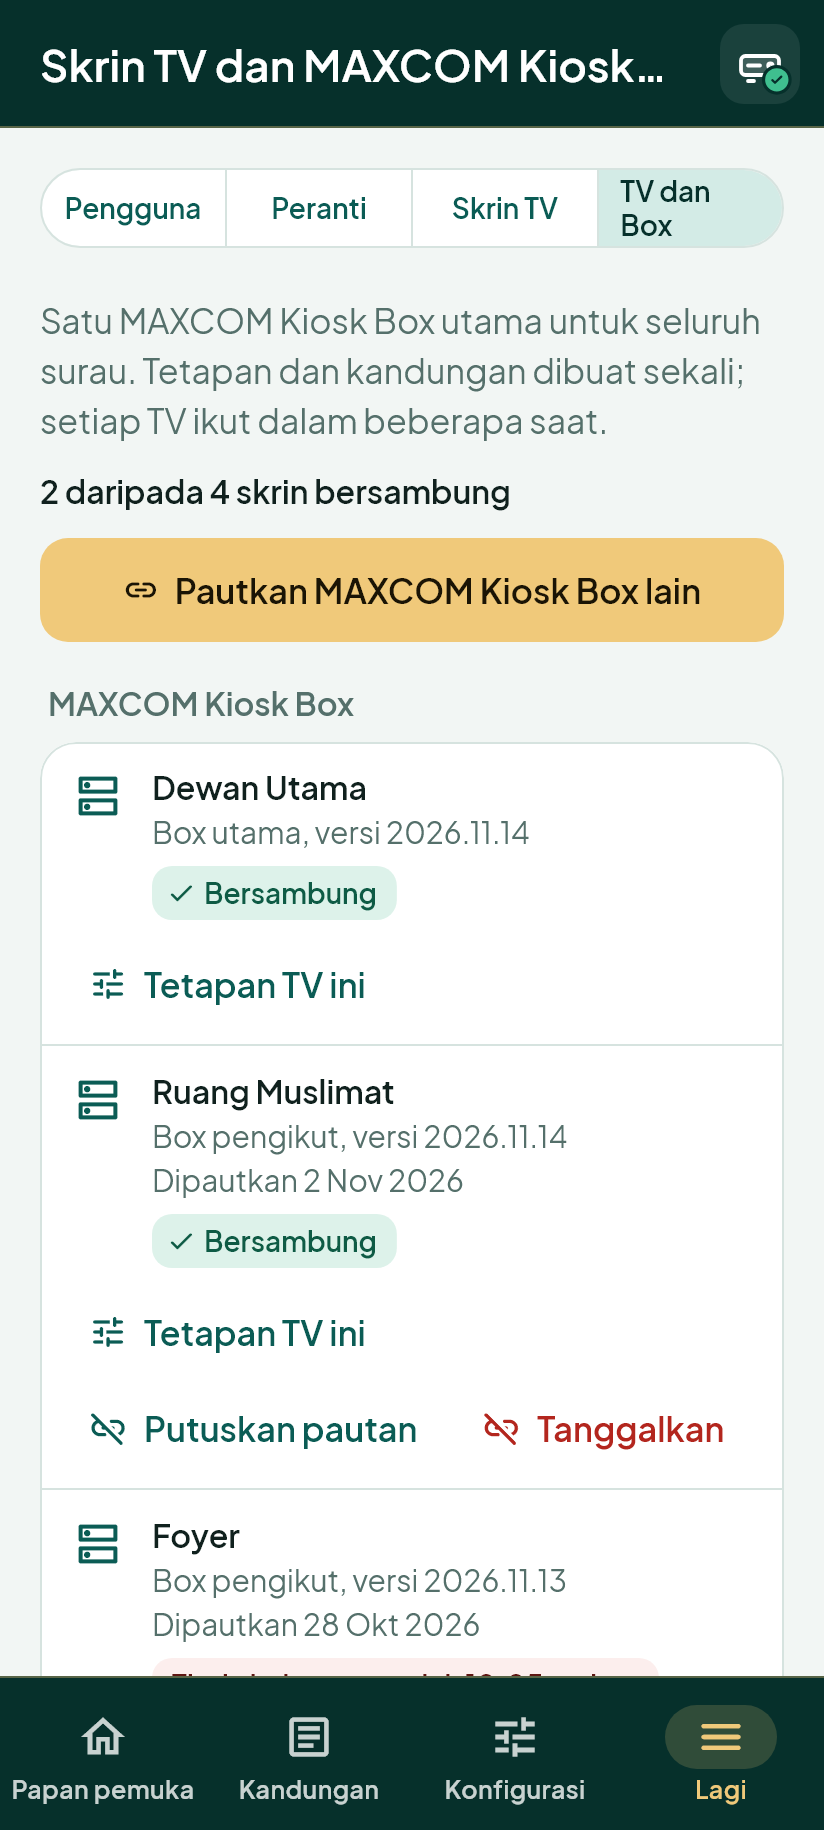 Skrin TV dan MAXCOM Kiosk…
Pengguna
Peranti
Skrin TV
TV dan
Box
Satu MAXCOM Kiosk Box utama untuk seluruh
surau. Tetapan dan kandungan dibuat sekali;
setiap TV ikut dalam beberapa saat.
2 daripada 4 skrin bersambung
Pautkan MAXCOM Kiosk Box lain
MAXCOM Kiosk Box
Dewan Utama
Box utama, versi 2026.11.14
Bersambung
Tetapan TV ini
Ruang Muslimat
Box pengikut, versi 2026.11.14
Dipautkan 2 Nov 2026
Bersambung
Tetapan TV ini
Putuskan pautan
Tanggalkan
Foyer
Box pengikut, versi 2026.11.13
Dipautkan 28 Okt 2026
Papan pemuka
Kandungan
Konfigurasi
Lagi